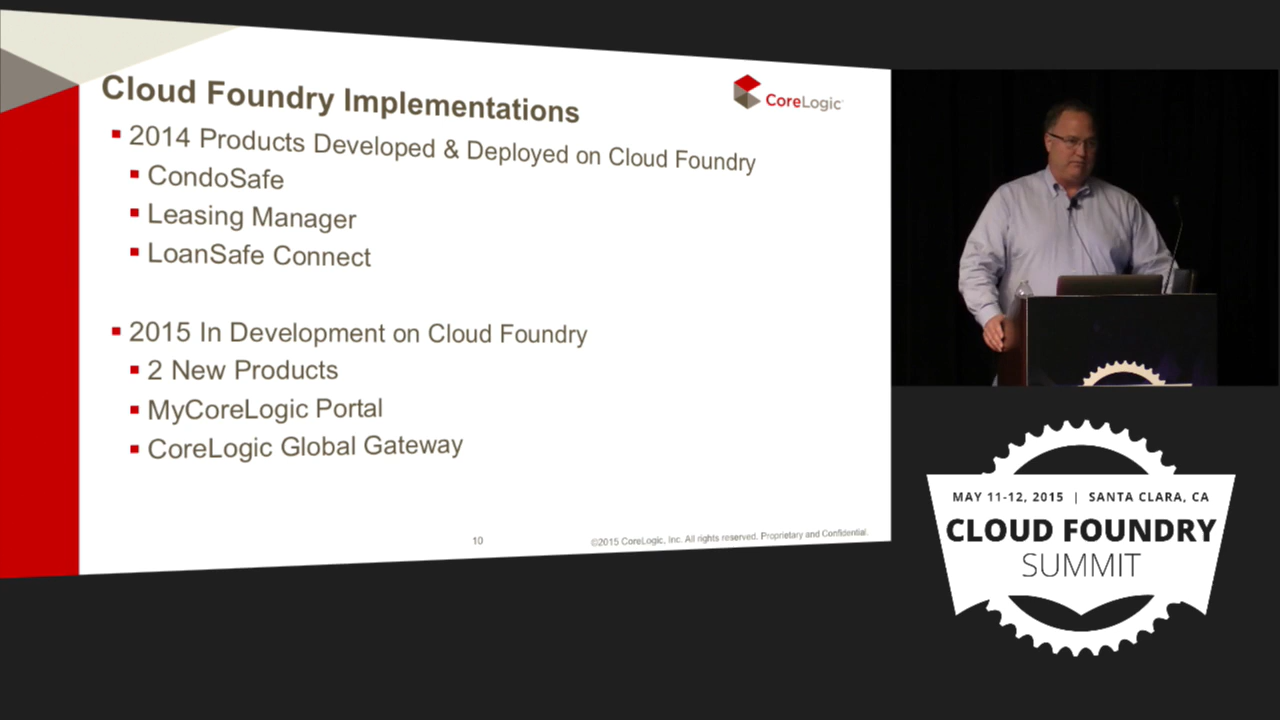 Cloud Foundry Implementations
CoreLogic
2014 Products Developed & Deployed on Cloud Foundry
CondoSafe
Leasing Manager
LoanSafe Connect
2015 In Development on Cloud Foundry
2 New Products
MyCoreLogic Portal
CoreLogic Global Gateway
10
©2015 CoreLogic, Inc. All rights reserved. Proprietary and Confidential.
MAY 11-12, 2015 | SANTA CLARA, CA
CLOUD FOUNDRY
SUMMIT